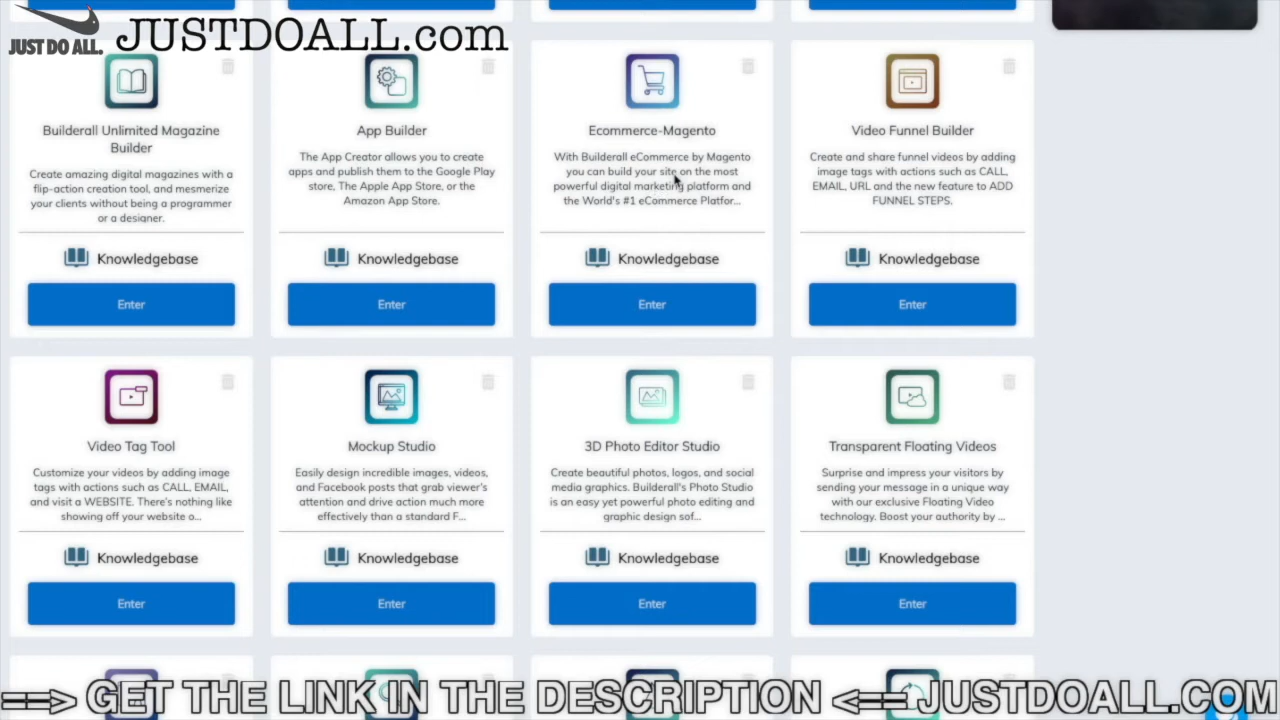 JUST DO ALL.
JUSTDOALL.com
Builderall Unlimited Magazine
Builder
Create amazing digital magazines with a
flip-action creation tool, and mesmerize
your clients without being a programmer
or a designer.
Knowledgebase
Enter
App Builder
The App Creator allows you to create
apps and publish them to the Google Play
store, The Apple App Store, or the
Amazon App Store.
Knowledgebase
Enter
Ecommerce-Magento
With Builderall eCommerce by Magento
you can build your site on the most
powerful digital marketing platform and
the World's #1 eCommerce Platfor...
Knowledgebase
Enter
Video Funnel Builder
Create and share funnel videos by adding
image tags with actions such as CALL,
EMAIL, URL and the new feature to ADD
FUNNEL STEPS.
Knowledgebase
Enter
Video Tag Tool
Customize your videos by adding image
tags with actions such as CALL, EMAIL,
and visit a WEBSITE. There's nothing like
showing off your website o...
Knowledgebase
Enter
Mockup Studio
Easily design incredible images, videos,
and Facebook posts that grab viewer's
attention and drive action much more
effectively than a standard F...
Knowledgebase
Enter
3D Photo Editor Studio
Create beautiful photos, logos, and social
media graphics. Builderall's Photo Studio
is an easy yet powerful photo editing and
graphic design sof...
Knowledgebase
Enter
Transparent Floating Videos
Surprise and impress your visitors by
sending your message in a unique way
with our exclusive Floating Video
technology. Boost your authority by ...
Knowledgebase
Enter
==> GET THE LINK IN THE DESCRIPTION <== JUSTDOALL.COM